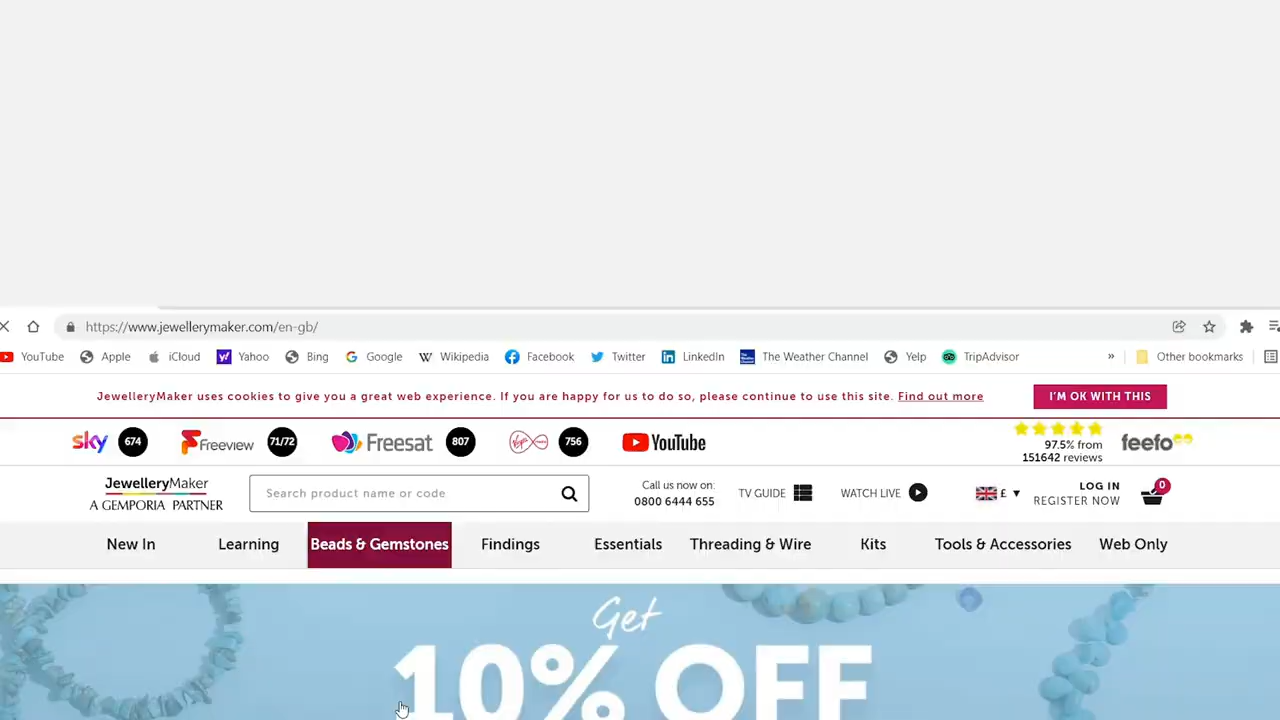 https://www.jewellerymaker.com/en-gb/
YouTube Apple iCloud Yahoo Bing Google Wikipedia Facebook Twitter LinkedIn The Weather Channel Yelp TripAdvisor » Other bookmarks
JewelleryMaker uses cookies to give you a great web experience. If you are happy for us to do so, please continue to use this site. Find out more I'M OK WITH THIS
sky 674 Freeview 71/72 Freesat 807 Virgin media 756 YouTube 97.5% from feefo
151642 reviews
JewelleryMaker
A GEMPORIA PARTNER
Search product name or code
Call us now on:
0800 6444 655
TV GUIDE WATCH LIVE £ LOG IN 0
REGISTER NOW
New In Learning Beads & Gemstones Findings Essentials Threading & Wire Kits Tools & Accessories Web Only
Get
10% OFF